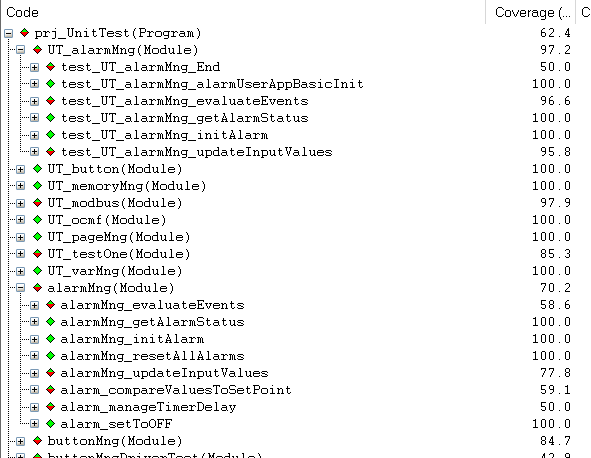 Code Coverage (... C
prj_UnitTest(Program) 62.4
UT_alarmMng(Module) 97.2
test_UT_alarmMng_End 50.0
test_UT_alarmMng_alarmUserAppBasicInit 100.0
test_UT_alarmMng_evaluateEvents 96.6
test_UT_alarmMng_getAlarmStatus 100.0
test_UT_alarmMng_initAlarm 100.0
test_UT_alarmMng_updateInputValues 95.8
UT_button(Module) 100.0
UT_memoryMng(Module) 100.0
UT_modbus(Module) 97.9
UT_ocmf(Module) 100.0
UT_pageMng(Module) 100.0
UT_testOne(Module) 85.3
UT_varMng(Module) 100.0
alarmMng(Module) 70.2
alarmMng_evaluateEvents 58.6
alarmMng_getAlarmStatus 100.0
alarmMng_initAlarm 100.0
alarmMng_resetAllAlarms 100.0
alarmMng_updateInputValues 77.8
alarm_compareValuesToSetPoint 59.1
alarm_manageTimerDelay 50.0
alarm_setToOFF 100.0
buttonMng(Module) 84.7
buttonMngDriverTest(Module) 42.9